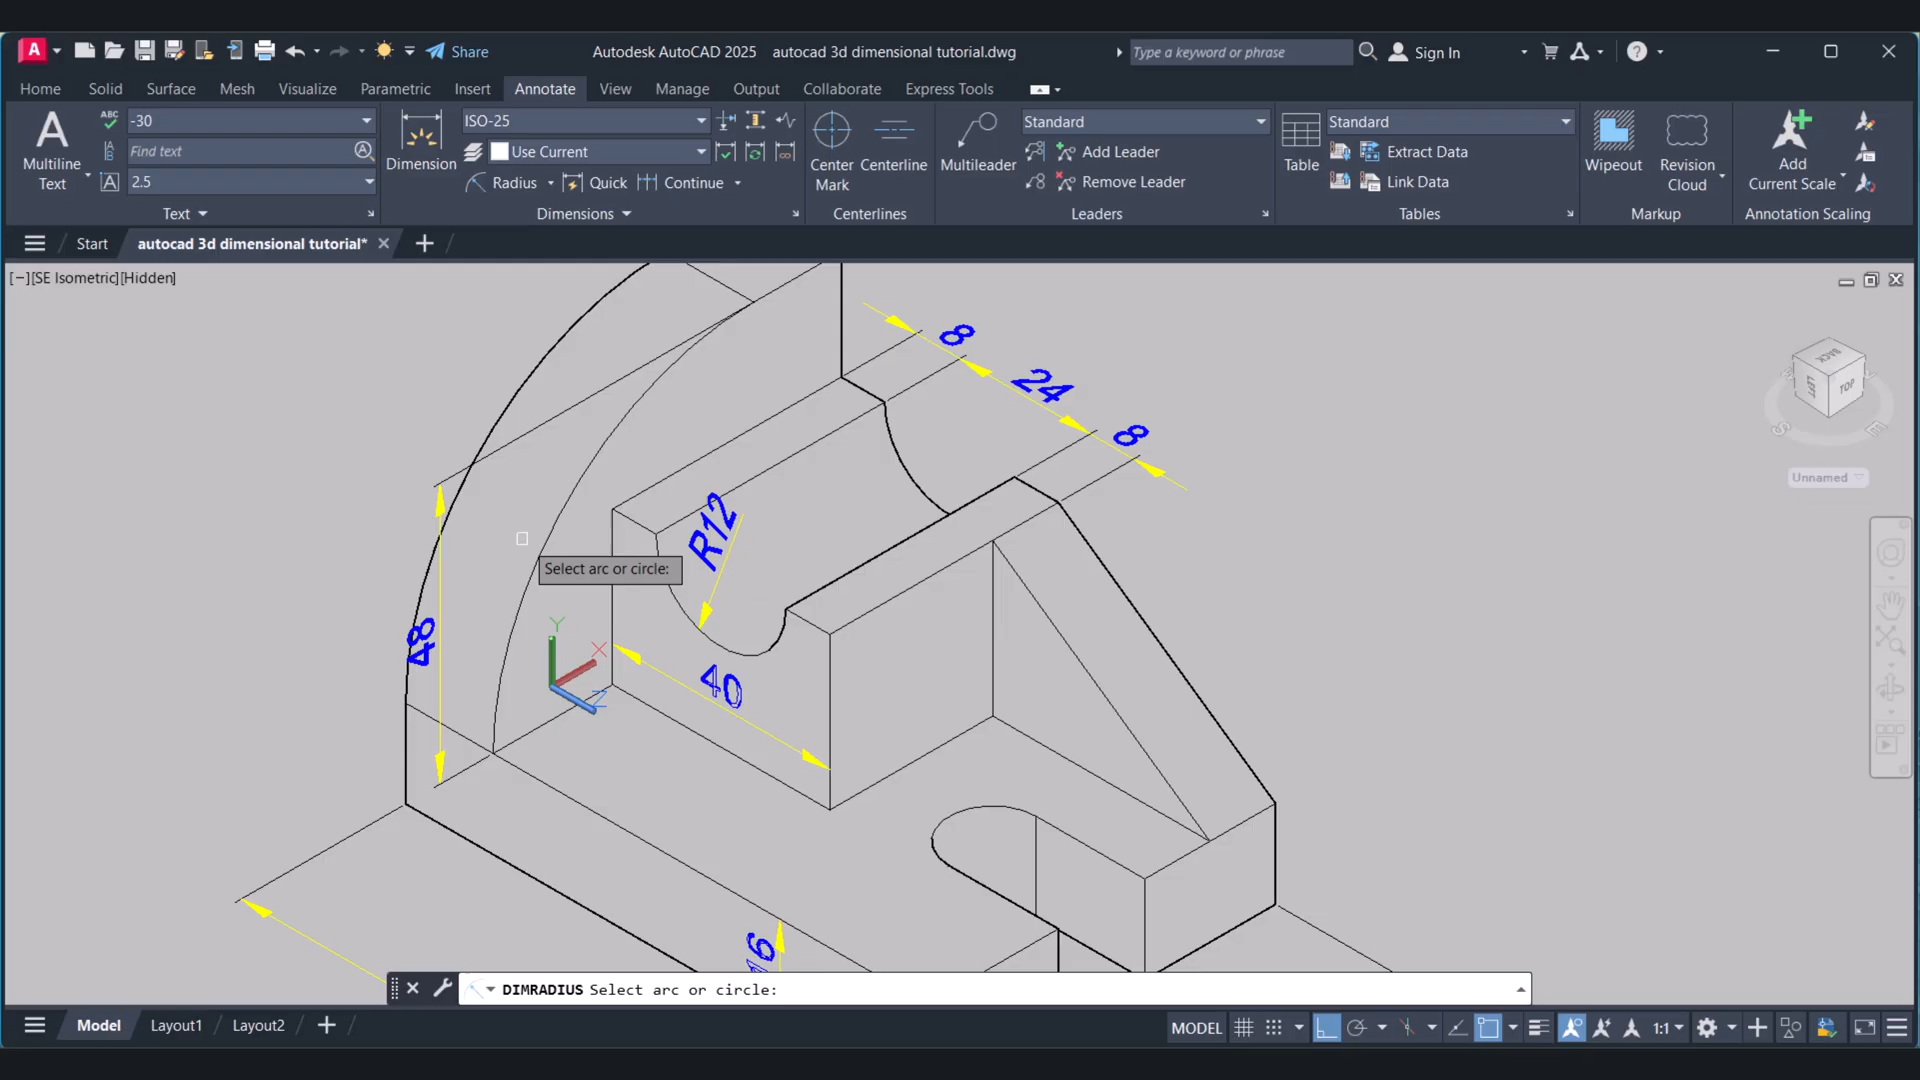 A Share Autodesk AutoCAD 2025 autocad 3d dimensional tutorial.dwg Type a keyword or phrase Sign In ?
Home Solid Surface Mesh Visualize Parametric Insert Annotate View Manage Output Collaborate Express Tools
A ABC -30 ISO-25 Standard Standard
Find text Use Current Add Leader Extract Data
2.5 Radius Quick Continue Remove Leader Link Data
Multiline Text
Dimension
Center Mark
Centerline
Multileader
Table
Wipeout
Revision Cloud
Add Current Scale
Text Dimensions Centerlines Leaders Tables Markup Annotation Scaling
Start autocad 3d dimensional tutorial*
[−][SE Isometric][Hidden]
8
24
8
BACK
LEFT TOP
S E
Unnamed
R12
Select arc or circle:
Y
X
Z
48
40
16
DIMRADIUS Select arc or circle:
Model Layout1 Layout2 MODEL 1:1